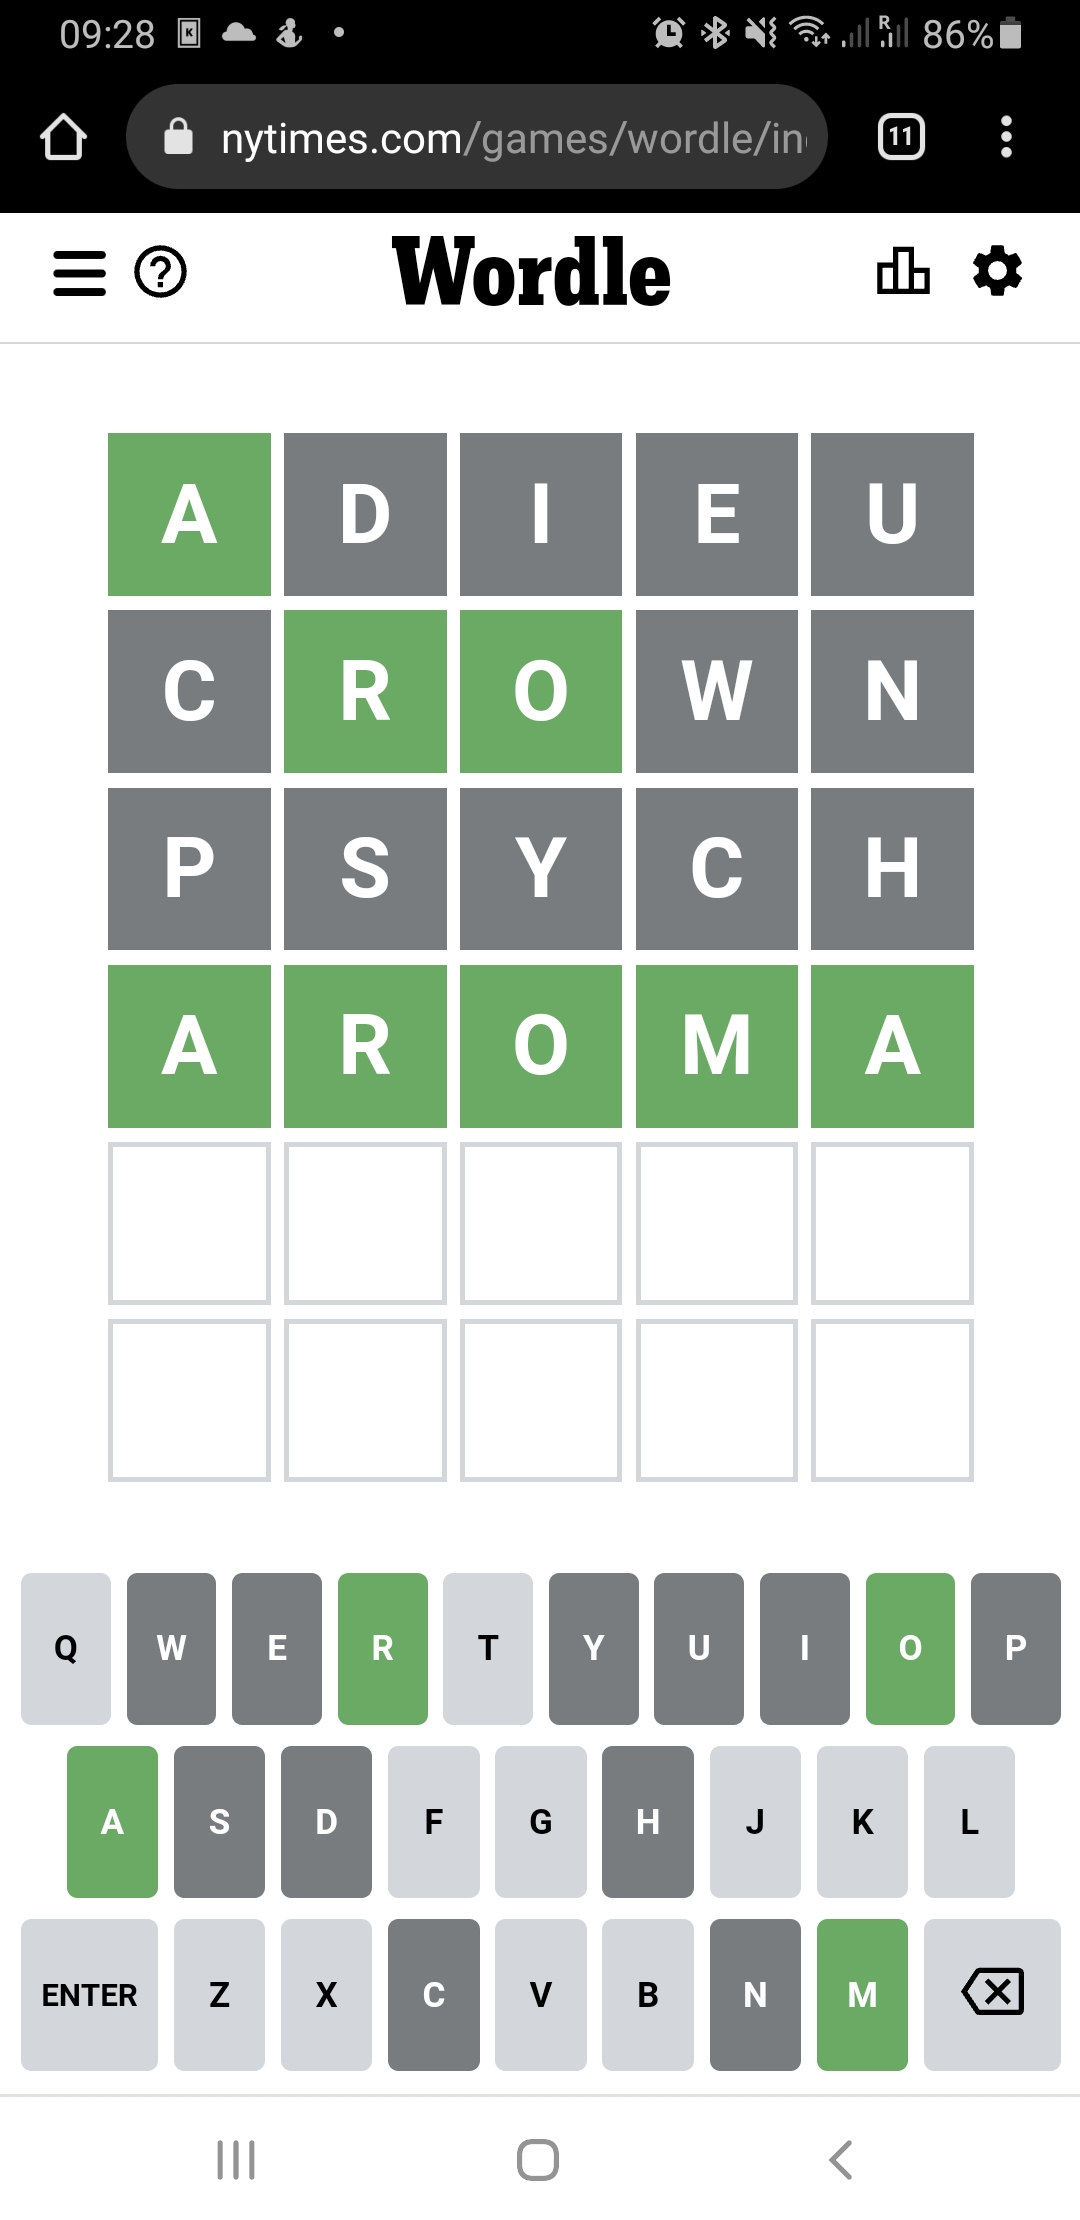 09:28 K R 86%
nytimes.com/games/wordle/in
11
? Wordle
A D I E U
C R O W N
P S Y C H
A R O M A
Q W E R T Y U I O P
A S D F G H J K L
ENTER Z X C V B N M